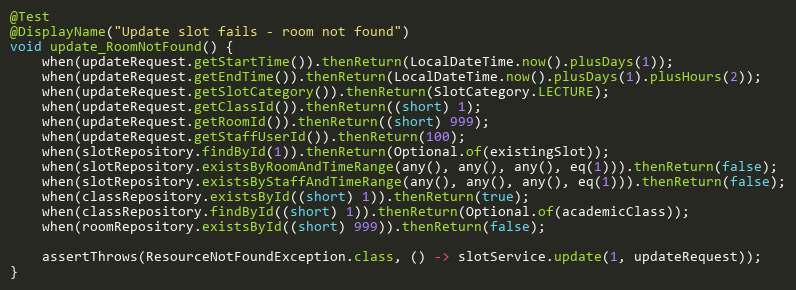 @Test
@DisplayName("Update slot fails - room not found")
void update_RoomNotFound() {
    when(updateRequest.getStartTime()).thenReturn(LocalDateTime.now().plusDays(1));
    when(updateRequest.getEndTime()).thenReturn(LocalDateTime.now().plusDays(1).plusHours(2));
    when(updateRequest.getSlotCategory()).thenReturn(SlotCategory.LECTURE);
    when(updateRequest.getClassId()).thenReturn((short) 1);
    when(updateRequest.getRoomId()).thenReturn((short) 999);
    when(updateRequest.getStaffUserId()).thenReturn(100);
    when(slotRepository.findById(1)).thenReturn(Optional.of(existingSlot));
    when(slotRepository.existsByRoomAndTimeRange(any(), any(), any(), eq(1))).thenReturn(false);
    when(slotRepository.existsByStaffAndTimeRange(any(), any(), any(), eq(1))).thenReturn(false);
    when(classRepository.existsById((short) 1)).thenReturn(true);
    when(classRepository.findById((short) 1)).thenReturn(Optional.of(academicClass));
    when(roomRepository.existsById((short) 999)).thenReturn(false);

    assertThrows(ResourceNotFoundException.class, () -> slotService.update(1, updateRequest));
}